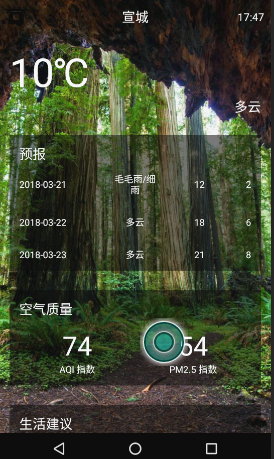 宣城
17:47
10℃
多云
预报
2018-03-21 毛毛雨/细雨 12 2
2018-03-22 多云 18 6
2018-03-23 多云 21 8
空气质量
74 54
AQI 指数 PM2.5 指数
生活建议